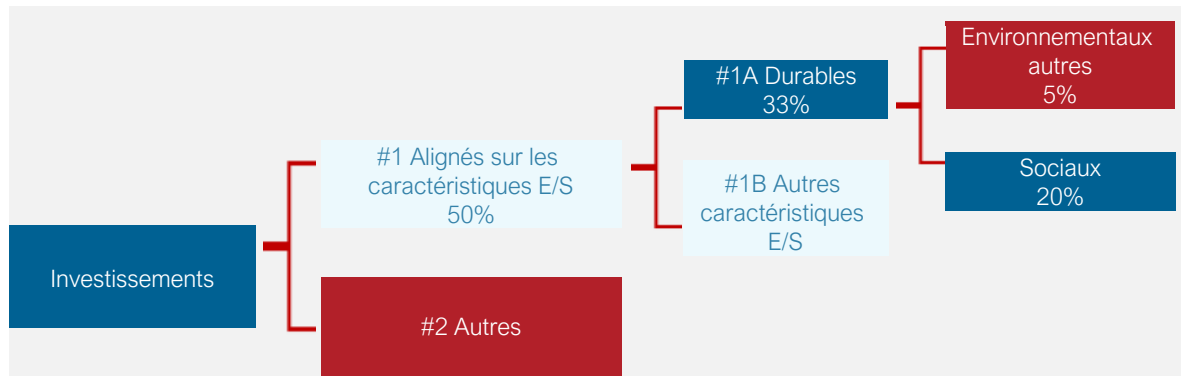 Investissements
#1 Alignés sur les
caractéristiques E/S
50%
#2 Autres
#1A Durables
33%
#1B Autres
caractéristiques
E/S
Environnementaux
autres
5%
Sociaux
20%